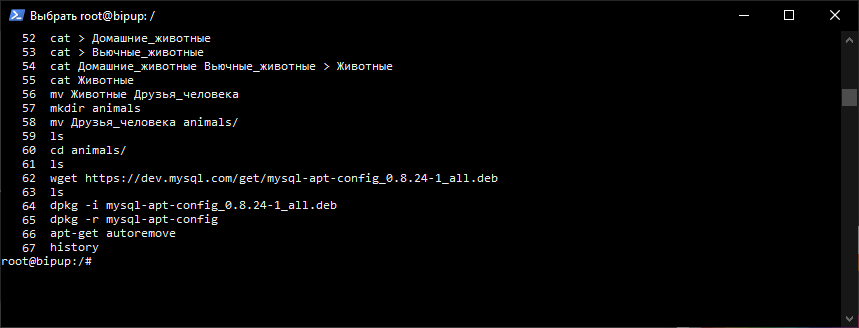 Выбрать root@bipup: /
52 cat > Домашние_животные
53 cat > Вьючные_животные
54 cat Домашние_животные Вьючные_животные > Животные
55 cat Животные
56 mv Животные Друзья_человека
57 mkdir animals
58 mv Друзья_человека animals/
59 ls
60 cd animals/
61 ls
62 wget https://dev.mysql.com/get/mysql-apt-config_0.8.24-1_all.deb
63 ls
64 dpkg -i mysql-apt-config_0.8.24-1_all.deb
65 dpkg -r mysql-apt-config
66 apt-get autoremove
67 history
root@bipup:/#